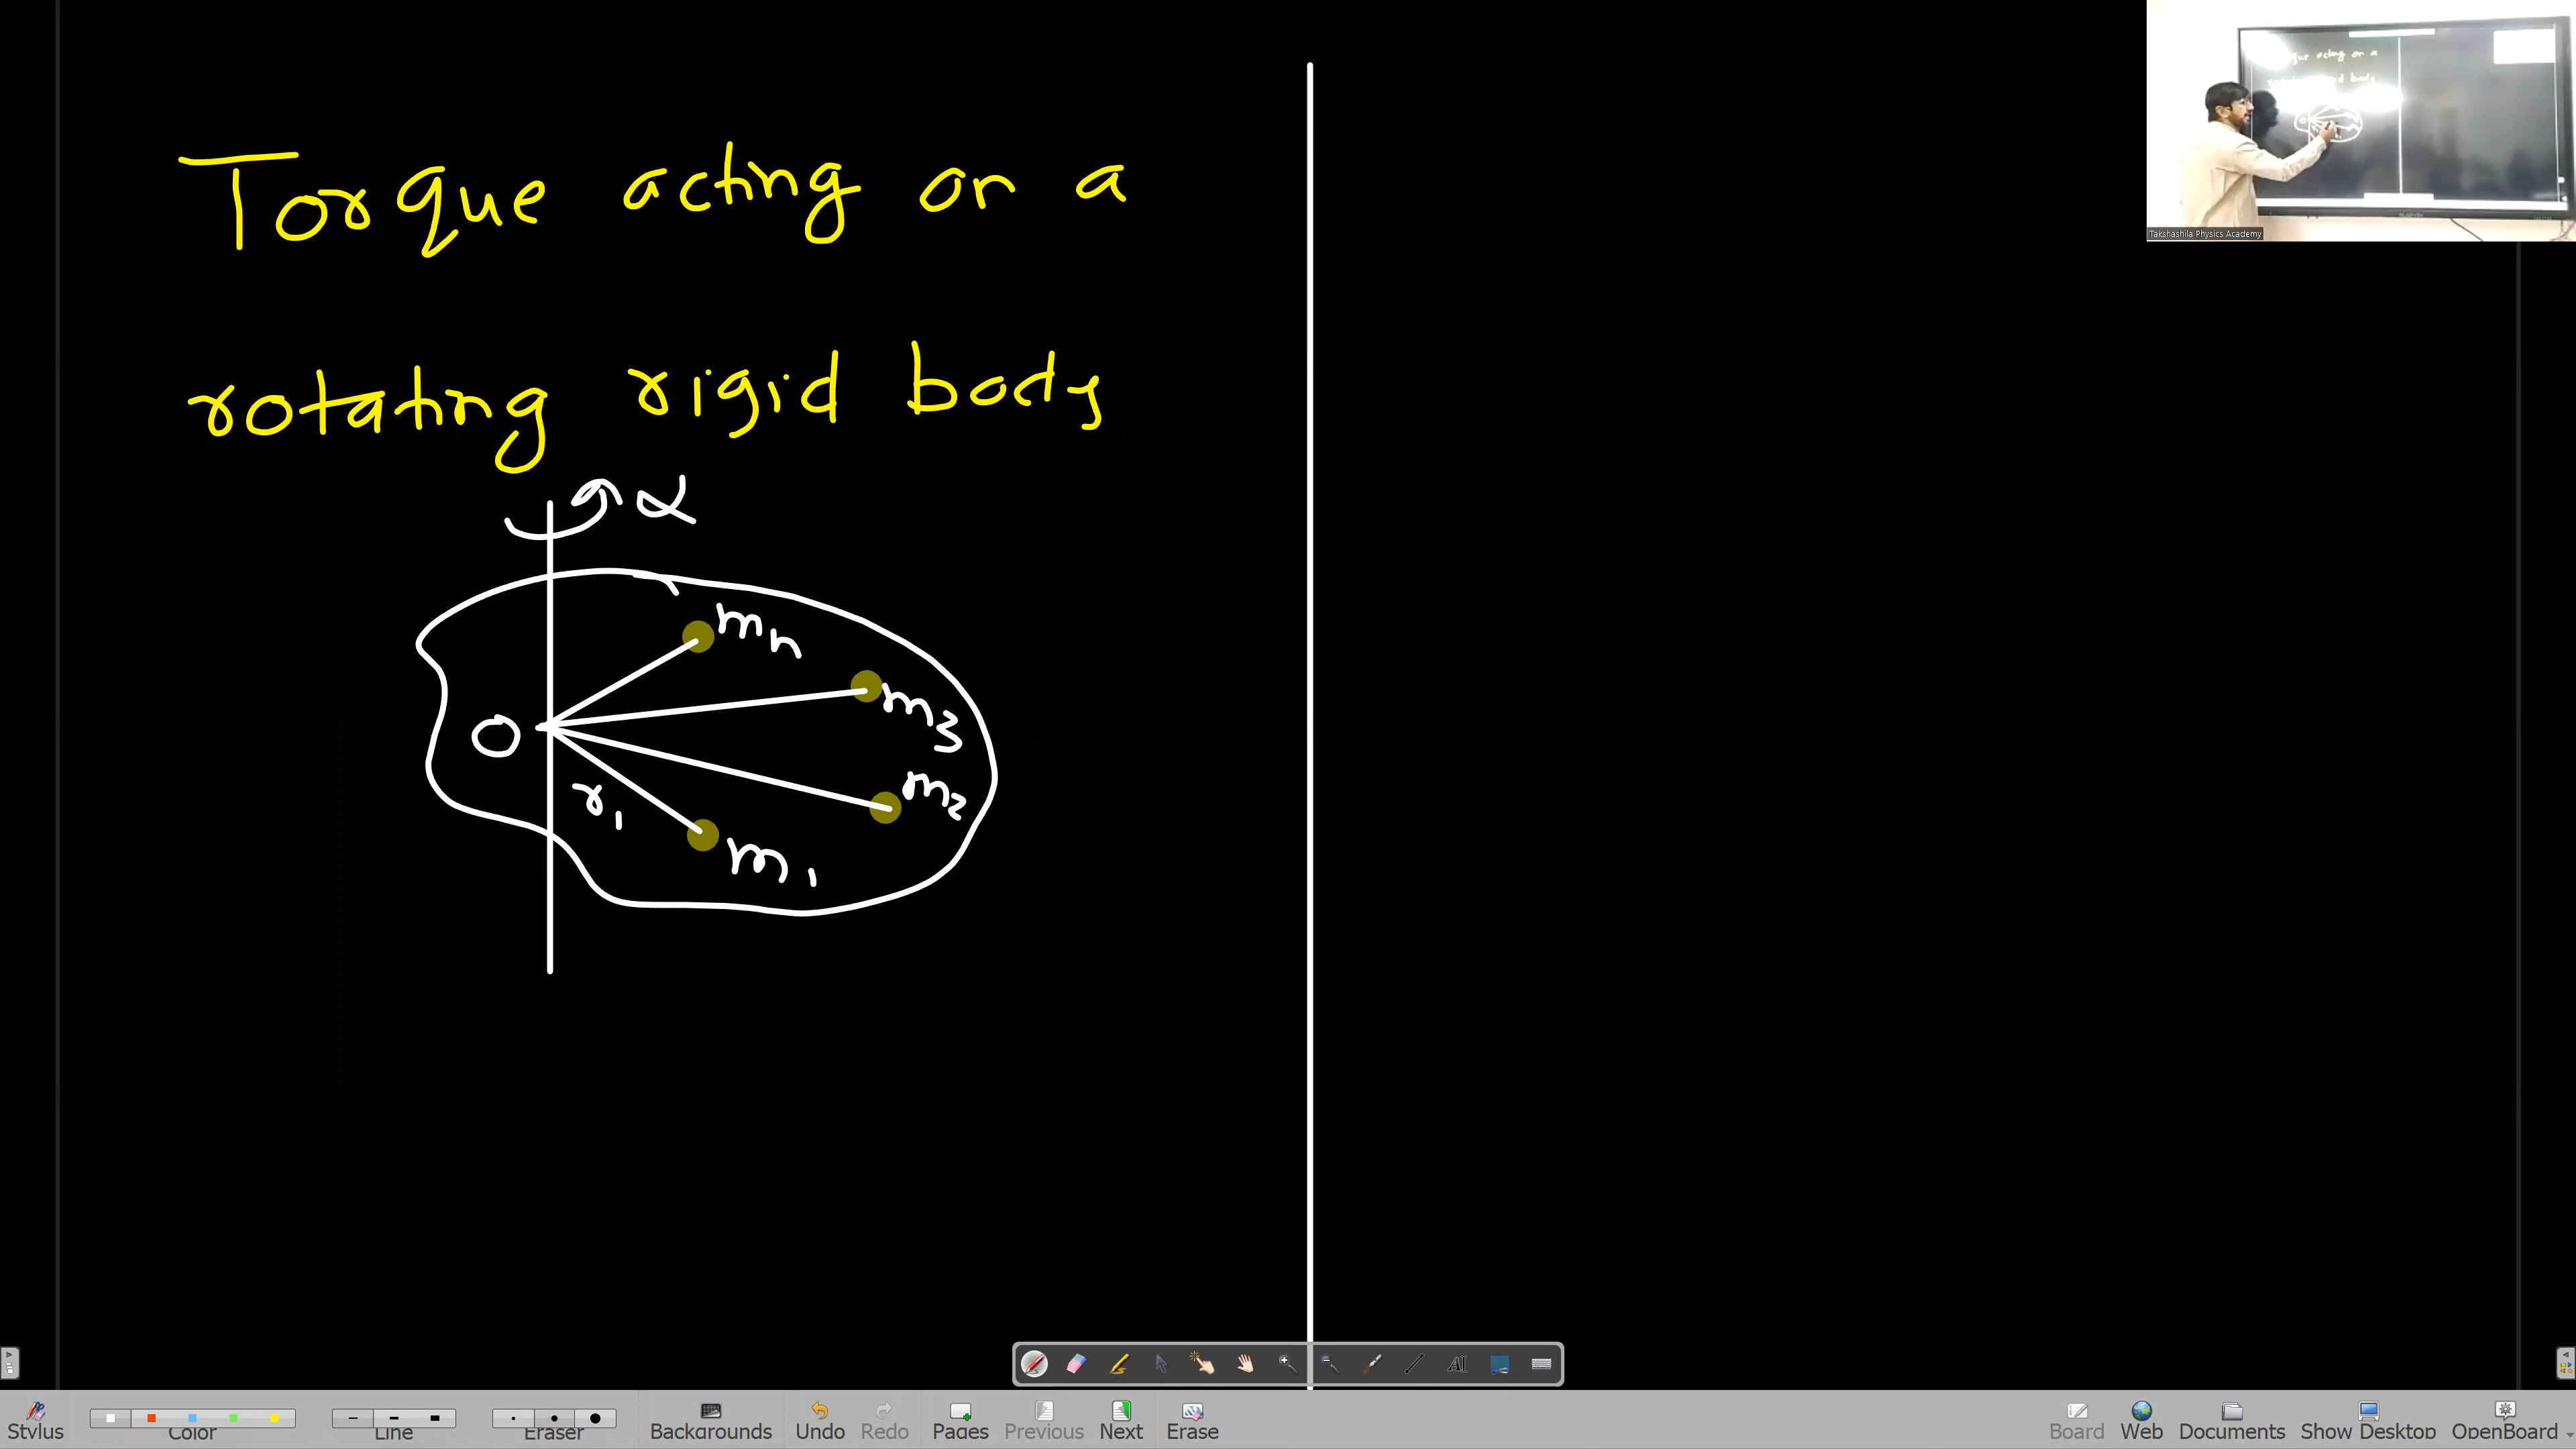 Torque acting on a
rotating rigid body
α
mn
m3
O
m2
r1
m1
Takshashila Physics Academy
AI
Stylus
Color
Line
Eraser
Backgrounds
Undo
Redo
Pages
Previous
Next
Erase
Board
Web
Documents
Show Desktop
OpenBoard